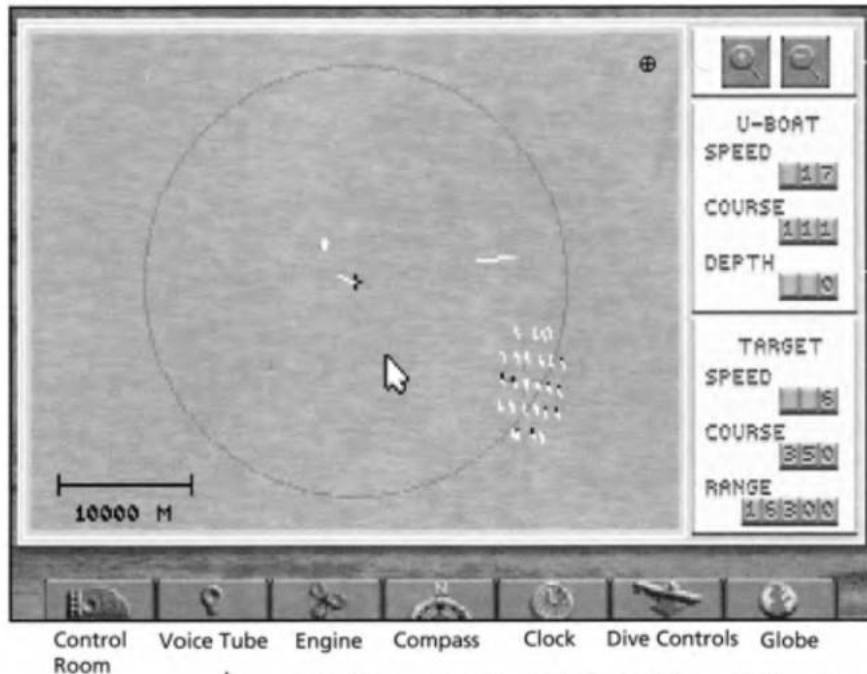 U-BOAT
SPEED
17
COURSE
111
DEPTH
0
TARGET
SPEED
6
COURSE
350
RANGE
16300
10000 M
N
Control Room
Voice Tube
Engine
Compass
Clock
Dive Controls
Globe